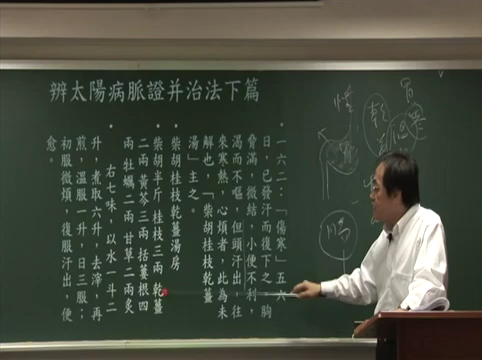 辨太陽病脈證并治法下篇
• 一六二：「傷寒」五六
日，已發汗而復下之，胸
脅滿，微結，小便不利，
渴而不嘔，但頭汗出，往
來寒熱，心煩者，此為未
解也，「柴胡桂枝乾薑
湯」主之。
• 柴胡桂枝乾薑湯方
• 柴胡半斤 桂枝三兩 乾薑
二兩 黃芩三兩 括蔞根四
兩 牡蠣二兩 甘草二兩炙
• 右七味，以水一斗二
升，煮取六升，去滓，再
煎，溫服一升，日三服；
初服微煩，復服汗出，便
愈。
乾